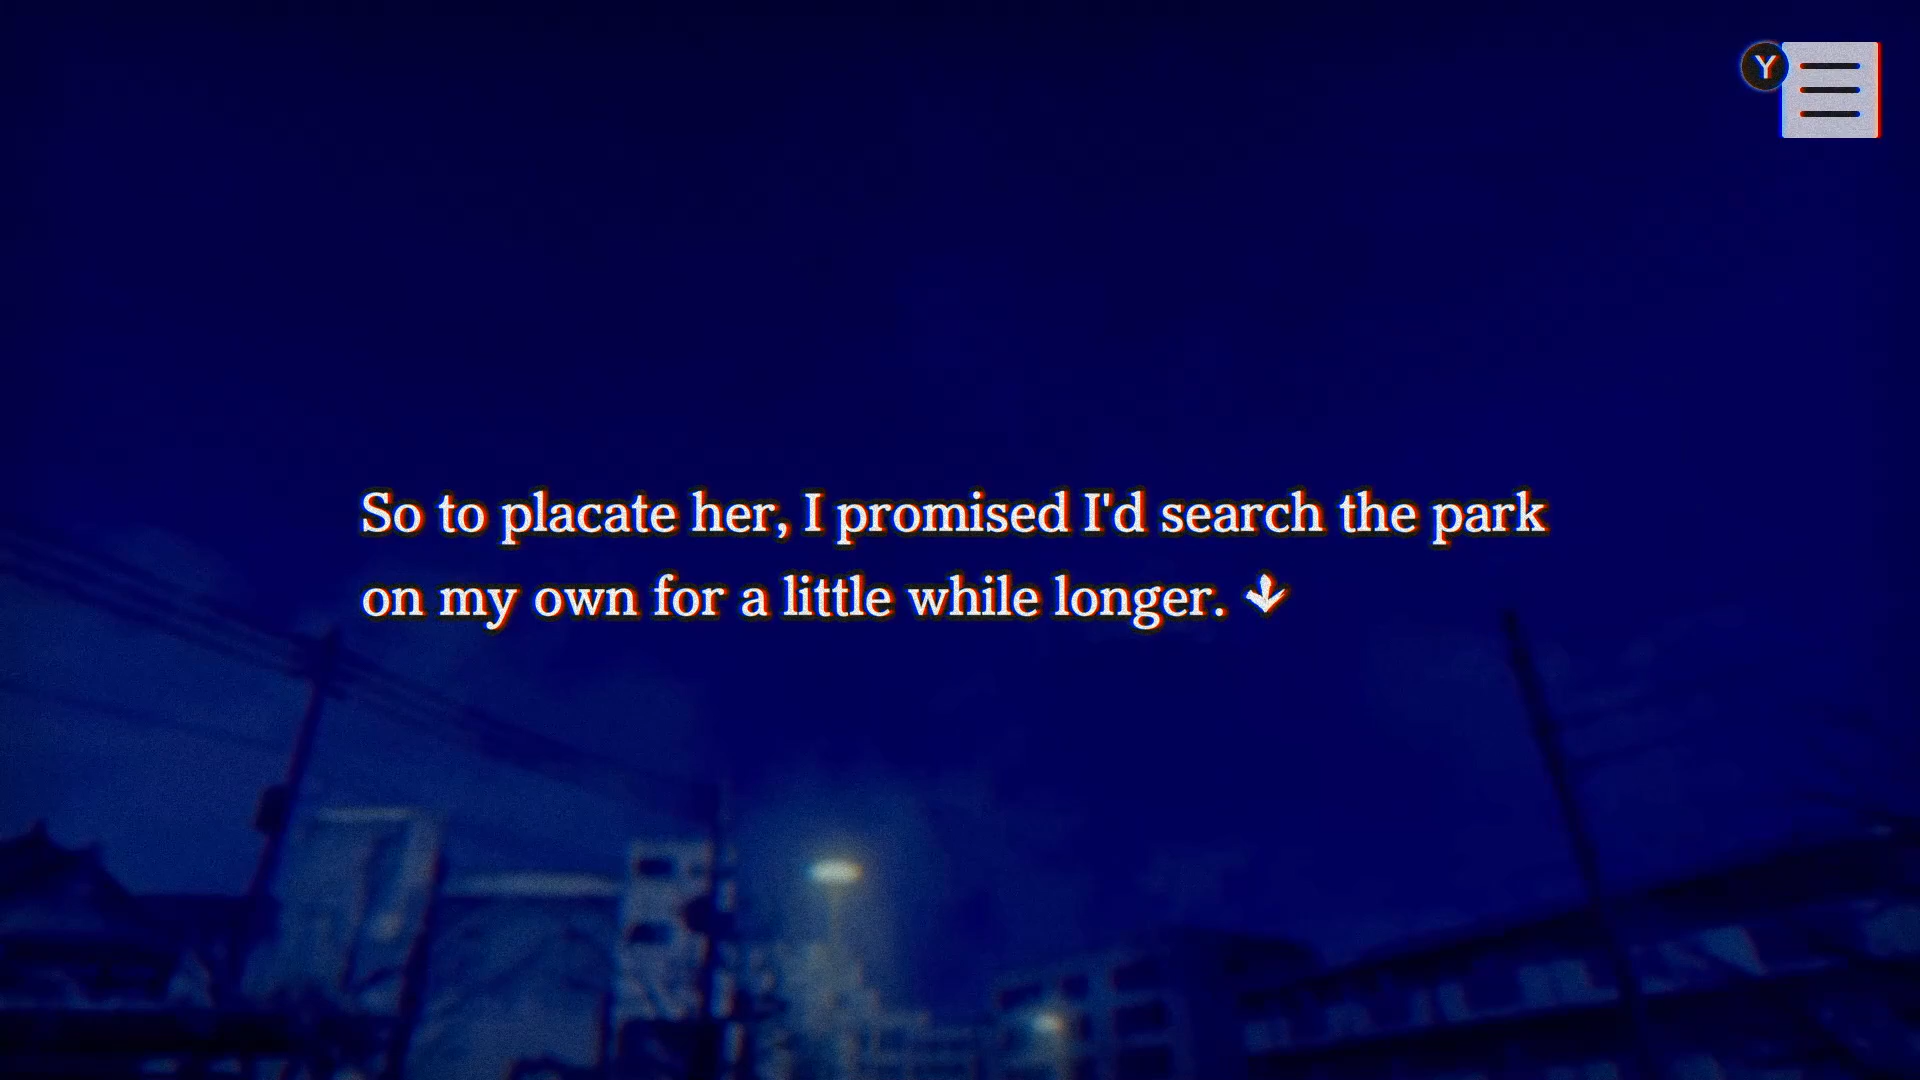 Y
So to placate her, I promised I'd search the park
on my own for a little while longer.